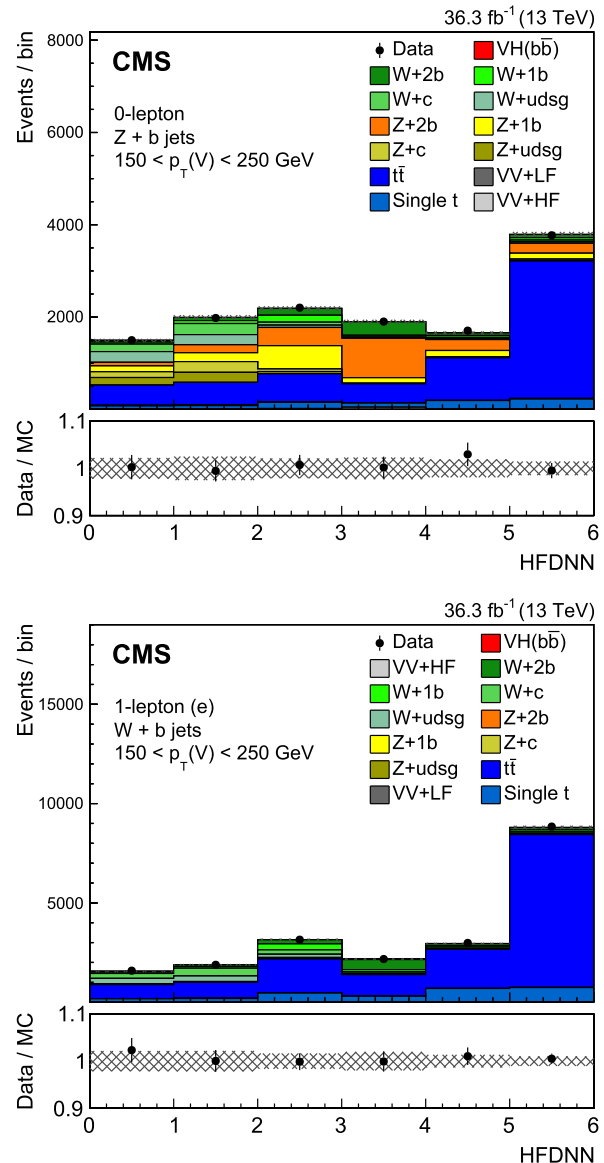 36.3 fb⁻¹ (13 TeV)
Events / bin
8000
6000
4000
2000
CMS
0-lepton
Z + b jets
150 < p_T(V) < 250 GeV
Data
VH(bb̅)
W+2b
W+1b
W+c
W+udsg
Z+2b
Z+1b
Z+c
Z+udsg
tt̅
VV+LF
Single t
VV+HF
Data / MC
1.1
1
0.9
0 1 2 3 4 5 6
HFDNN
36.3 fb⁻¹ (13 TeV)
Events / bin
15000
10000
5000
CMS
1-lepton (e)
W + b jets
150 < p_T(V) < 250 GeV
Data
VH(bb̅)
VV+HF
W+2b
W+1b
W+c
W+udsg
Z+2b
Z+1b
Z+c
Z+udsg
tt̅
VV+LF
Single t
Data / MC
1.1
1
0.9
0 1 2 3 4 5 6
HFDNN